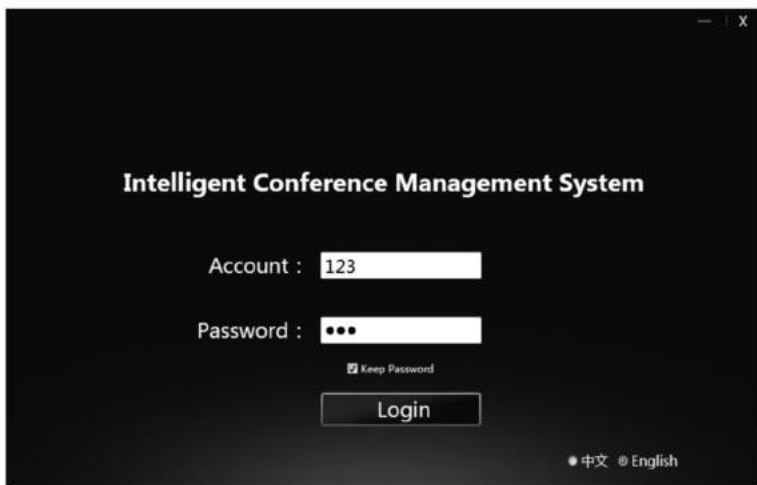 X
Intelligent Conference Management System
Account : 123
Password : •••
Keep Password
Login
中文 English